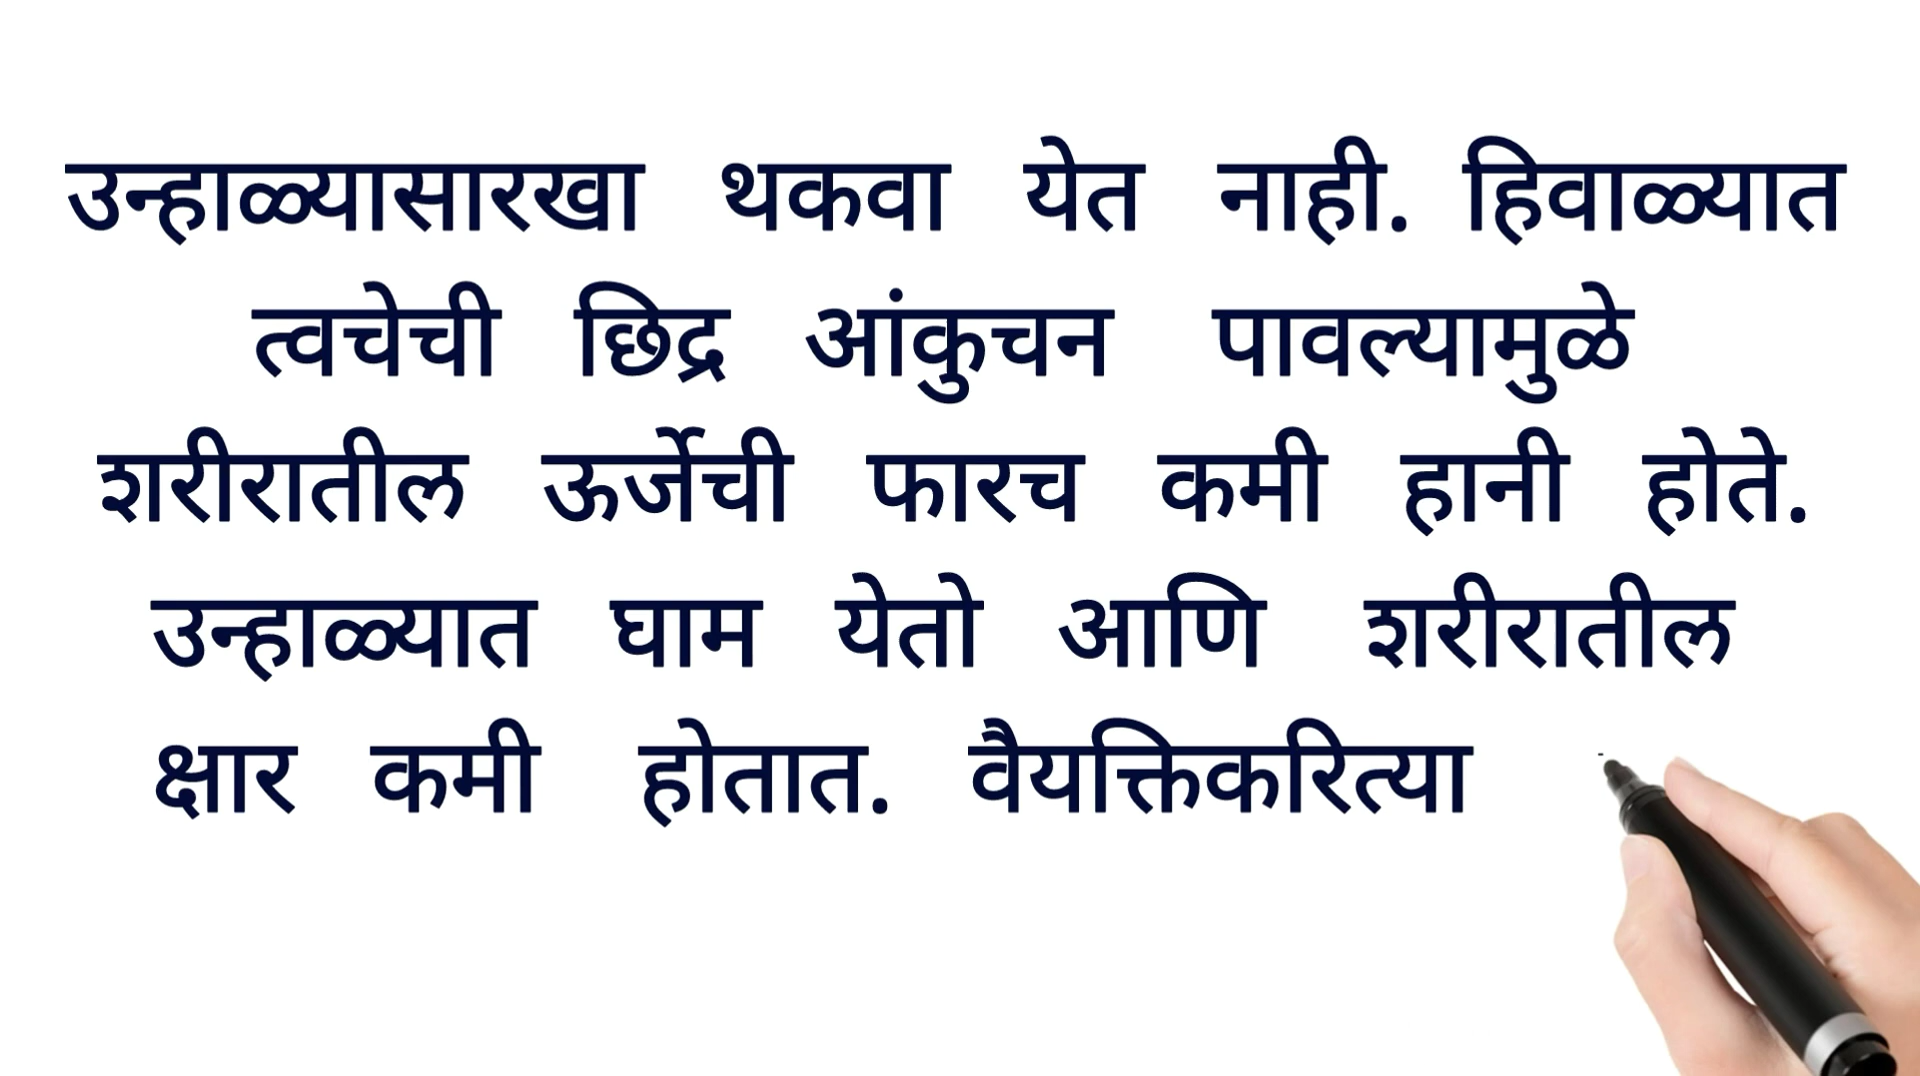 उन्हाळ्यासारखा थकवा येत नाही. हिवाळ्यात
त्वचेची छिद्र आंकुचन पावल्यामुळे
शरीरातील ऊर्जेची फारच कमी हानी होते.
उन्हाळ्यात घाम येतो आणि शरीरातील
क्षार कमी होतात. वैयक्तिकरित्या